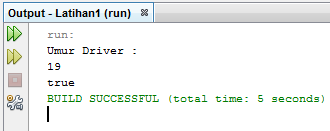 Output - Latihan1 (run)
run:
Umur Driver :
19
true
BUILD SUCCESSFUL (total time: 5 seconds)